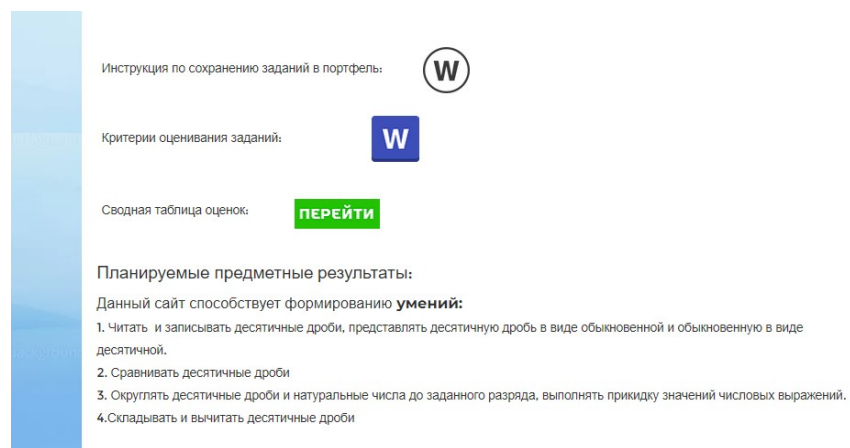 Инструкция по сохранению заданий в портфель: W
Критерии оценивания заданий: W
Сводная таблица оценок: ПЕРЕЙТИ
Планируемые предметные результаты:
Данный сайт способствует формированию умений:
1. Читать и записывать десятичные дроби, представлять десятичную дробь в виде обыкновенной и обыкновенную в виде
десятичной.
2. Сравнивать десятичные дроби
3. Округлять десятичные дроби и натуральные числа до заданного разряда, выполнять прикидку значений числовых выражений.
4.Складывать и вычитать десятичные дроби